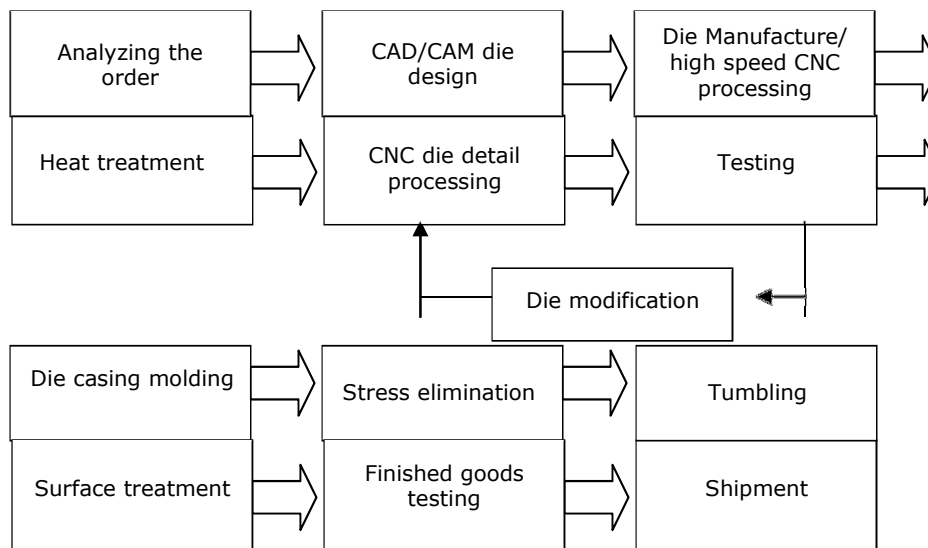 Analyzing the
order
CAD/CAM die
design
Die Manufacture/
high speed CNC
processing
Heat treatment
CNC die detail
processing
Testing
Die modification
Die casing molding
Stress elimination
Tumbling
Surface treatment
Finished goods
testing
Shipment